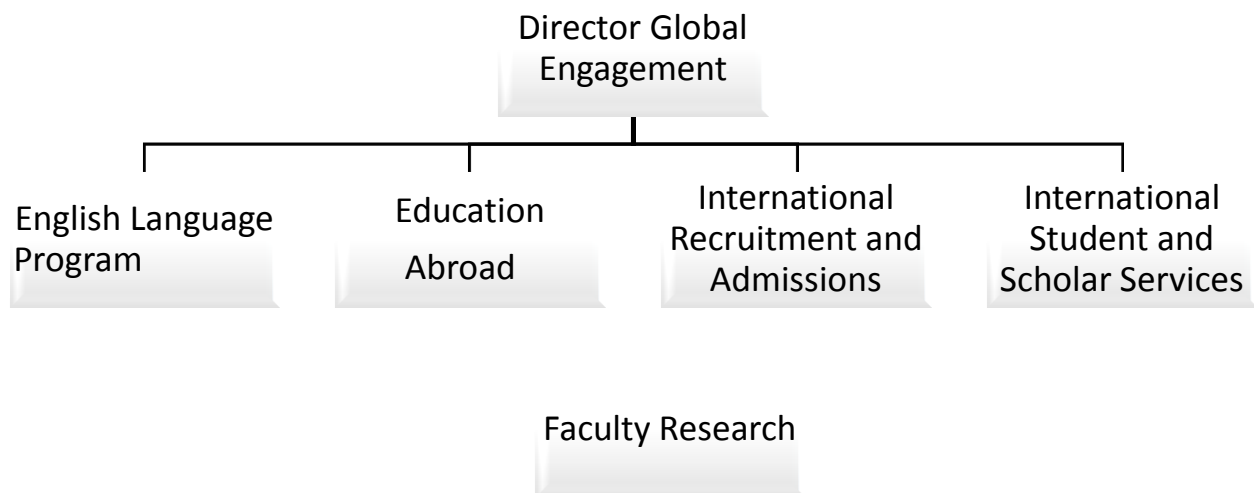 Director Global
Engagement
English Language
Program
Education
Abroad
International
Recruitment and
Admissions
International
Student and
Scholar Services
Faculty Research